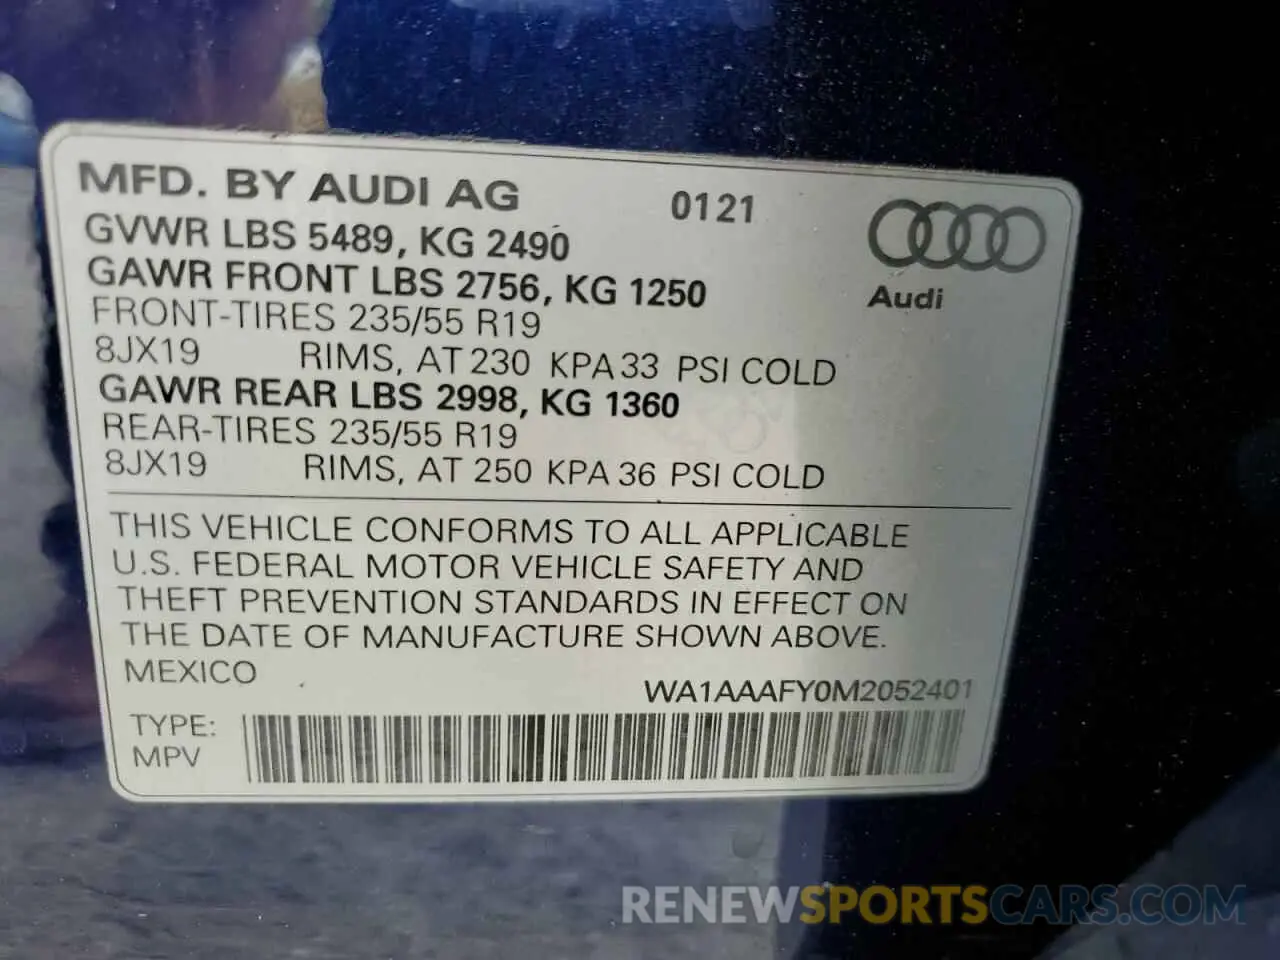 MFD. BY AUDI AG 0121
GVWR LBS 5489, KG 2490
GAWR FRONT LBS 2756, KG 1250
Audi
FRONT-TIRES 235/55 R19
8JX19 RIMS, AT 230 KPA 33 PSI COLD
GAWR REAR LBS 2998, KG 1360
REAR-TIRES 235/55 R19
8JX19 RIMS, AT 250 KPA 36 PSI COLD
THIS VEHICLE CONFORMS TO ALL APPLICABLE
U.S. FEDERAL MOTOR VEHICLE SAFETY AND
THEFT PREVENTION STANDARDS IN EFFECT ON
THE DATE OF MANUFACTURE SHOWN ABOVE.
MEXICO
WA1AAAFY0M2052401
TYPE:
MPV
RENEWSPORTSCARS.COM